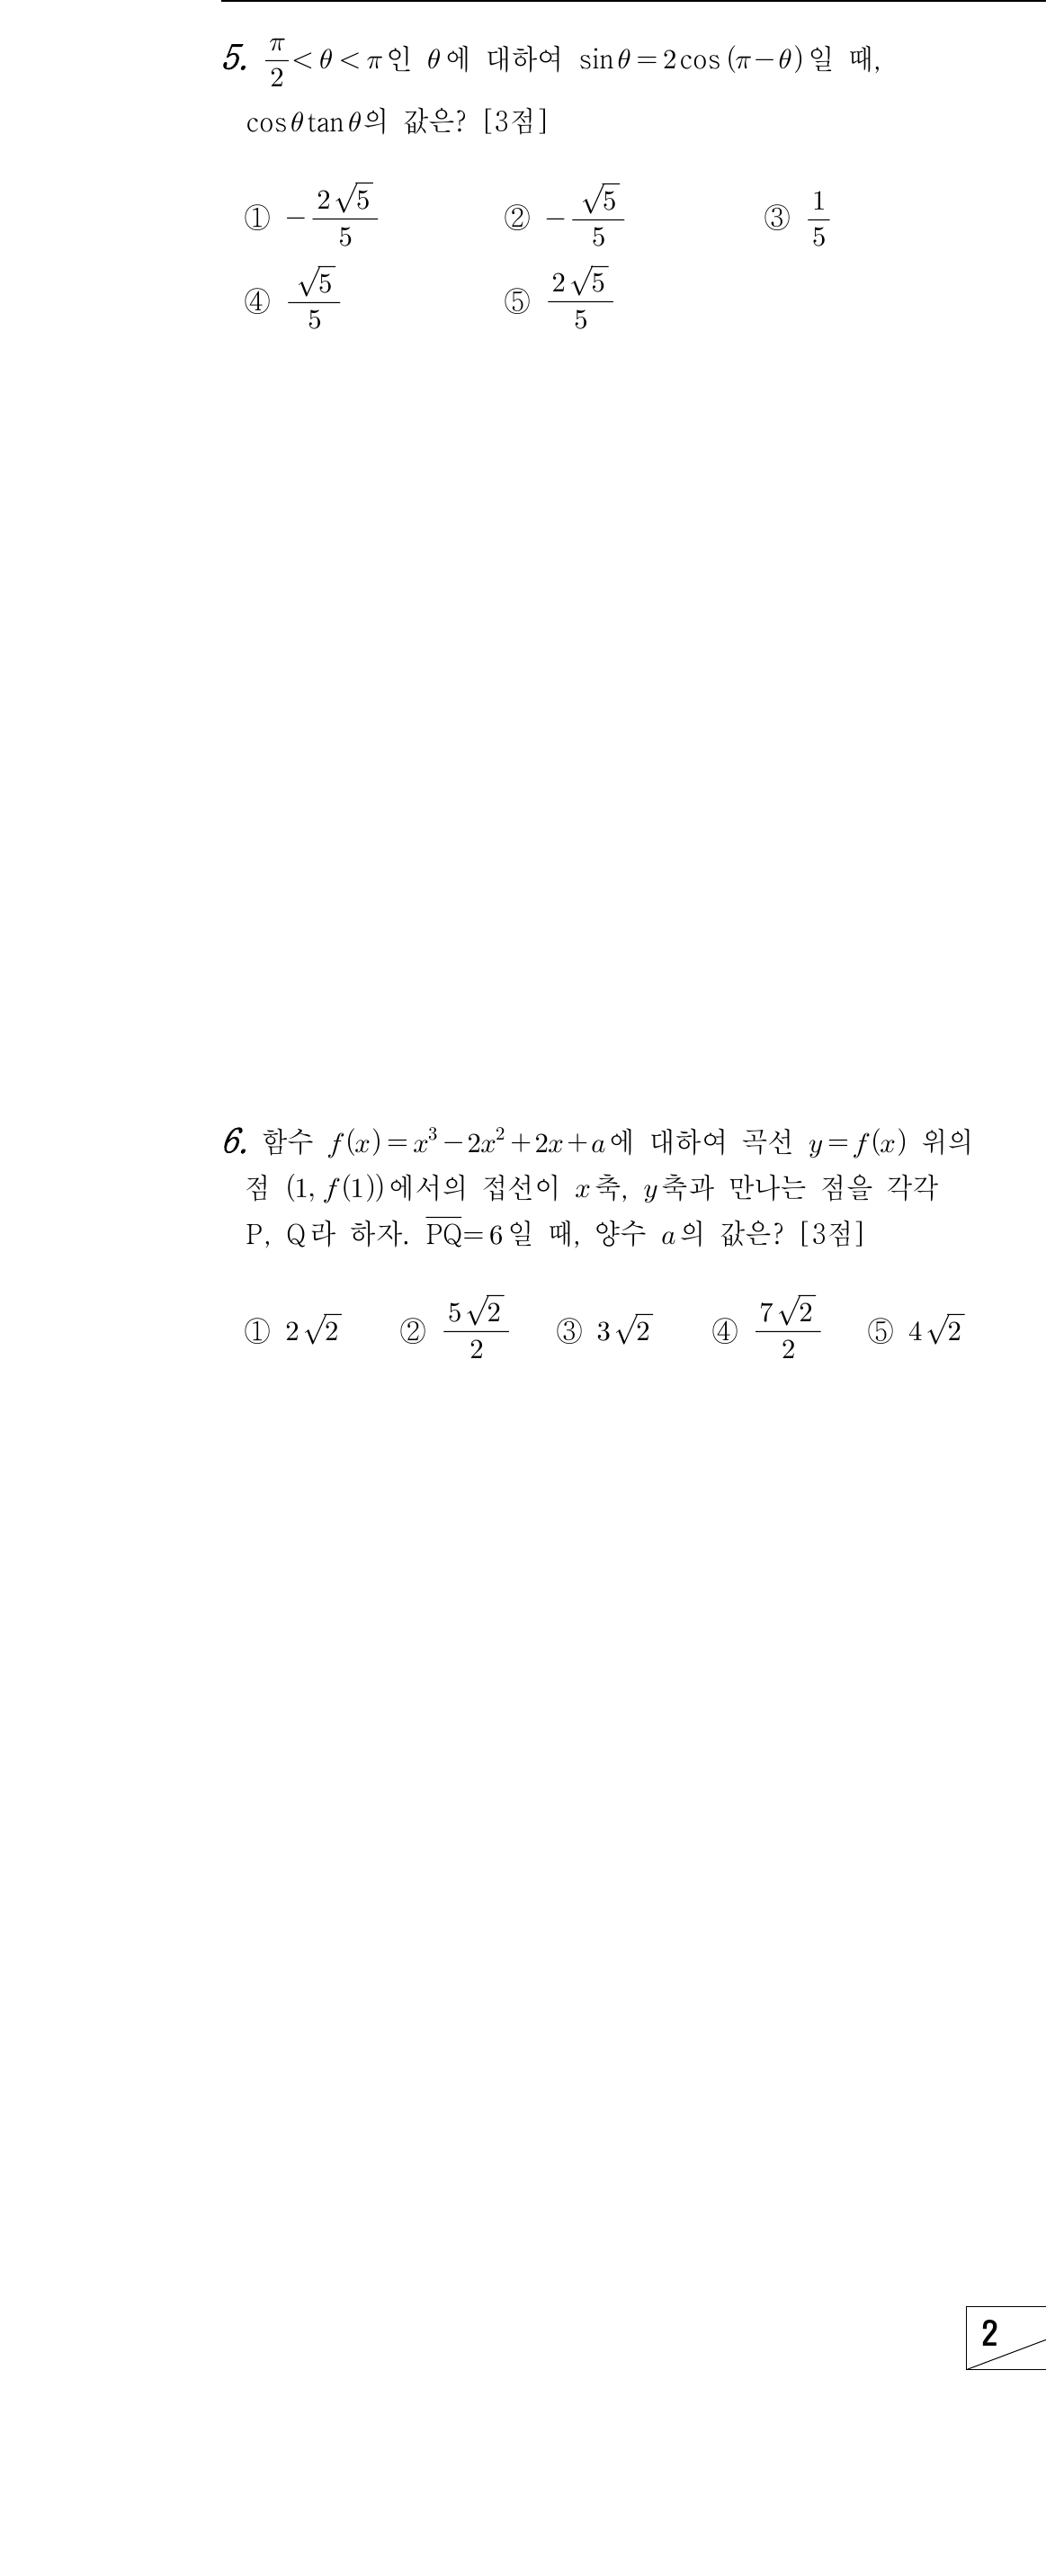 5. π/2 < θ < π인 θ에 대하여 sinθ = 2cos(π−θ)일 때,
cosθtanθ의 값은? [3점]
① −2√5/5 ② −√5/5 ③ 1/5
④ √5/5 ⑤ 2√5/5
6. 함수 f(x) = x³ − 2x² + 2x + a에 대하여 곡선 y = f(x) 위의
점 (1, f(1))에서의 접선이 x축, y축과 만나는 점을 각각
P, Q라 하자. P̅Q̅ = 6일 때, 양수 a의 값은? [3점]
① 2√2 ② 5√2/2 ③ 3√2 ④ 7√2/2 ⑤ 4√2
2